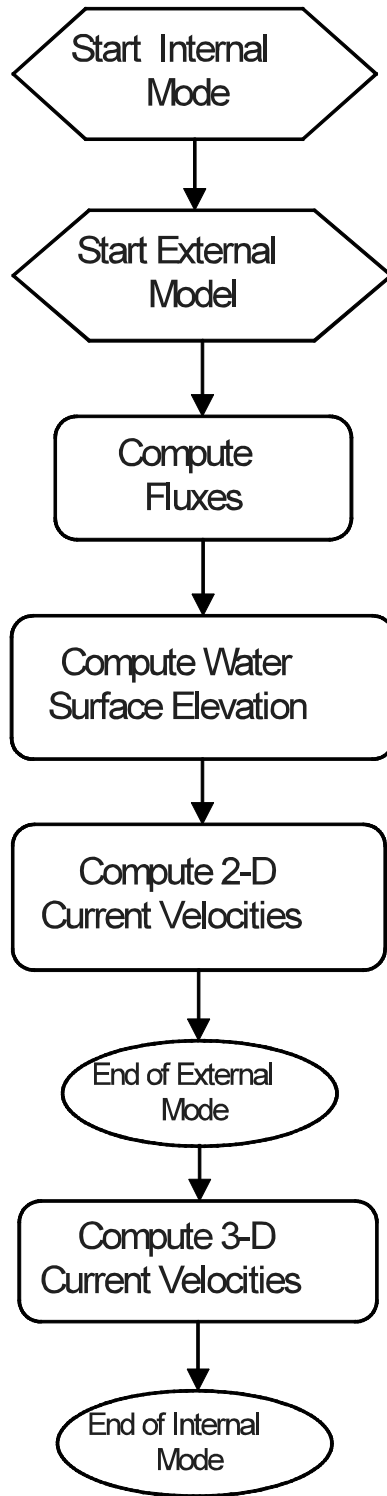 Start Internal
Mode
Start External
Model
Compute
Fluxes
Compute Water
Surface Elevation
Compute 2-D
Current Velocities
End of External
Mode
Compute 3-D
Current Velocities
End of Internal
Mode